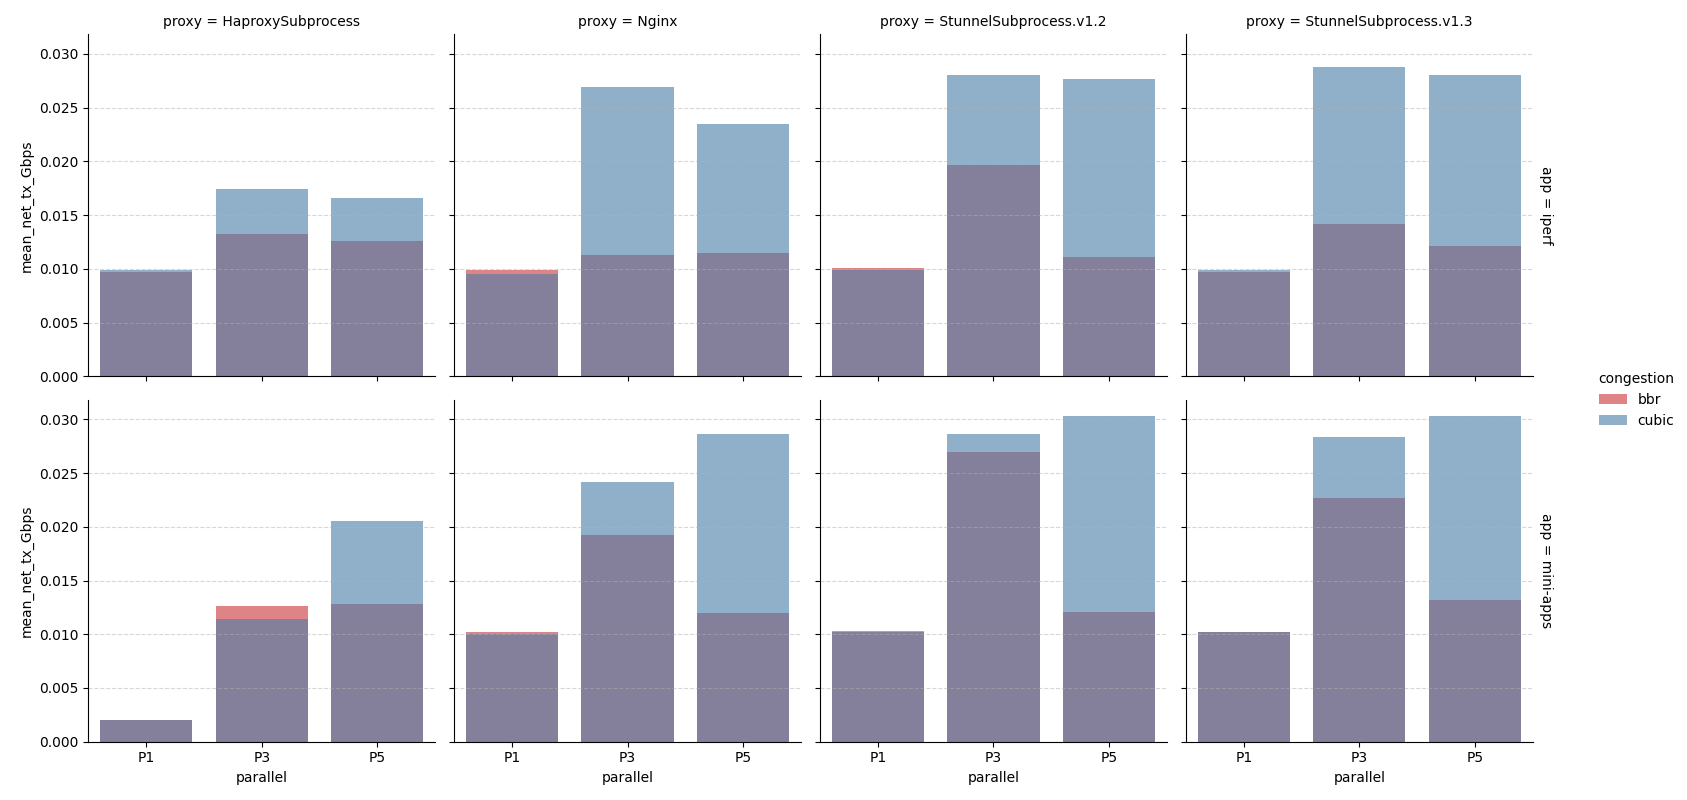 proxy = HaproxySubprocess
proxy = Nginx
proxy = StunnelSubprocess.v1.2
proxy = StunnelSubprocess.v1.3
0.030
0.025
0.020
0.015
0.010
0.005
0.000
mean_net_tx_Gbps
app = iperf
congestion
bbr
cubic
0.030
0.025
0.020
0.015
0.010
0.005
0.000
mean_net_tx_Gbps
app = mini-apps
P1 P3 P5
P1 P3 P5
P1 P3 P5
P1 P3 P5
parallel
parallel
parallel
parallel